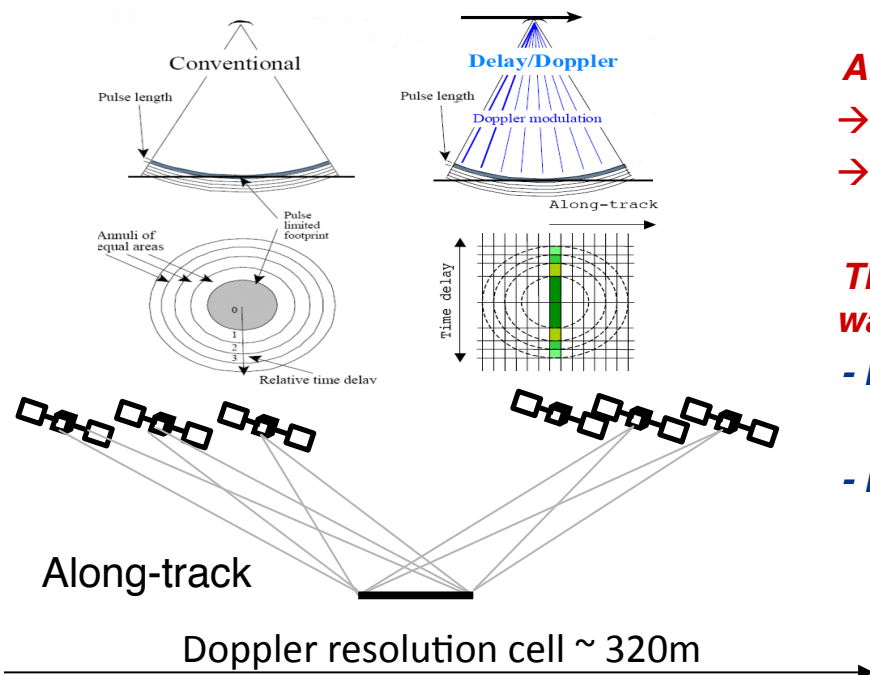 Conventional
Pulse length
Pulse
limited
footprint
Annuli of
equal areas
0
1
2
3
Relative time delay
Delay/Doppler
Pulse length
Doppler modulation
Along-track
Time delay
A
→
→
wa
-
-
Along-track
Doppler resolution cell ~ 320m